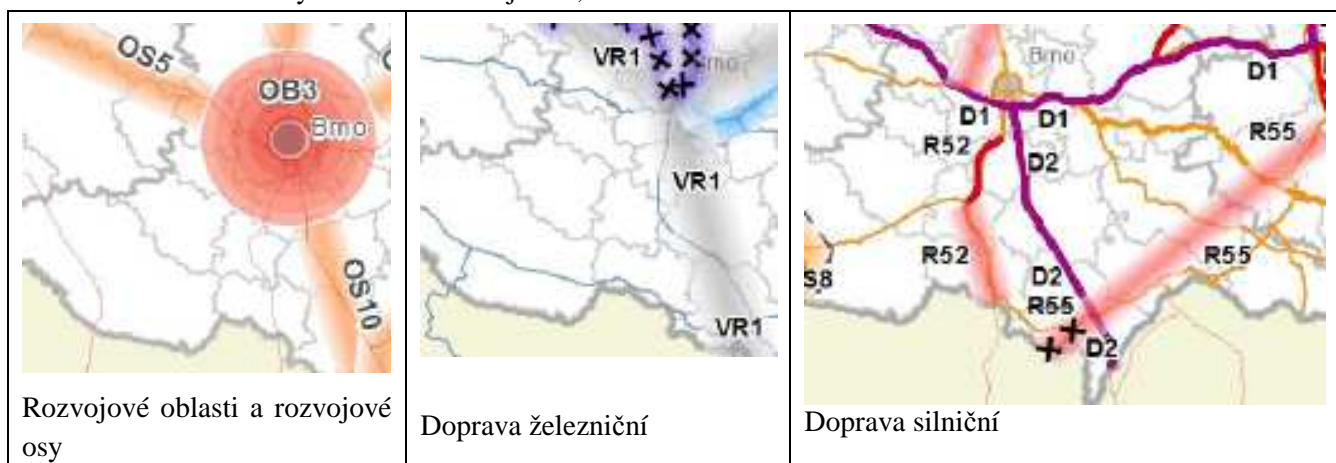 OS5
OB3
Brno
OS10
Rozvojové oblasti a rozvojové
osy
VR1
VR1
VR1
Doprava železniční
Brno
D1
D1
D1
R52
R55
D2
R52
R55
S8
D2
R55
D2
Doprava silniční